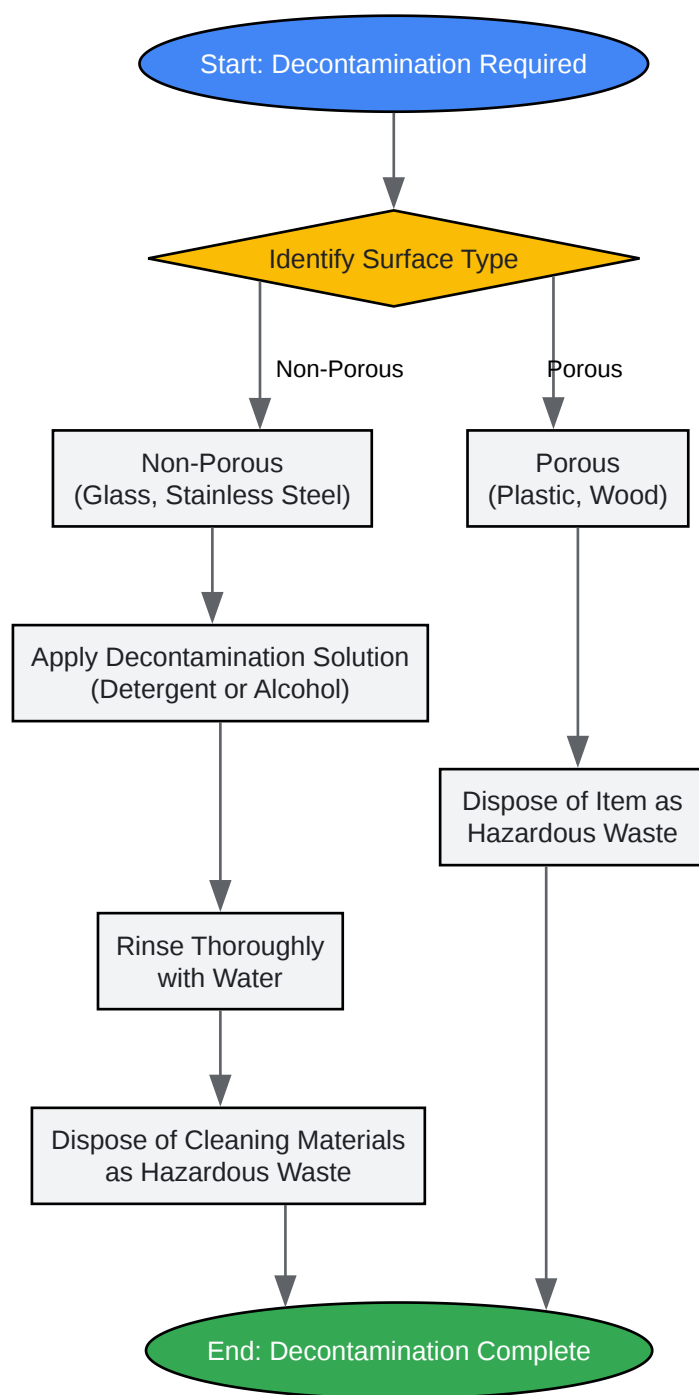 Start: Decontamination Required
Identify Surface Type
Non-Porous
Porous
Non-Porous
(Glass, Stainless Steel)
Porous
(Plastic, Wood)
Apply Decontamination Solution
(Detergent or Alcohol)
Dispose of Item as
Hazardous Waste
Rinse Thoroughly
with Water
Dispose of Cleaning Materials
as Hazardous Waste
End: Decontamination Complete